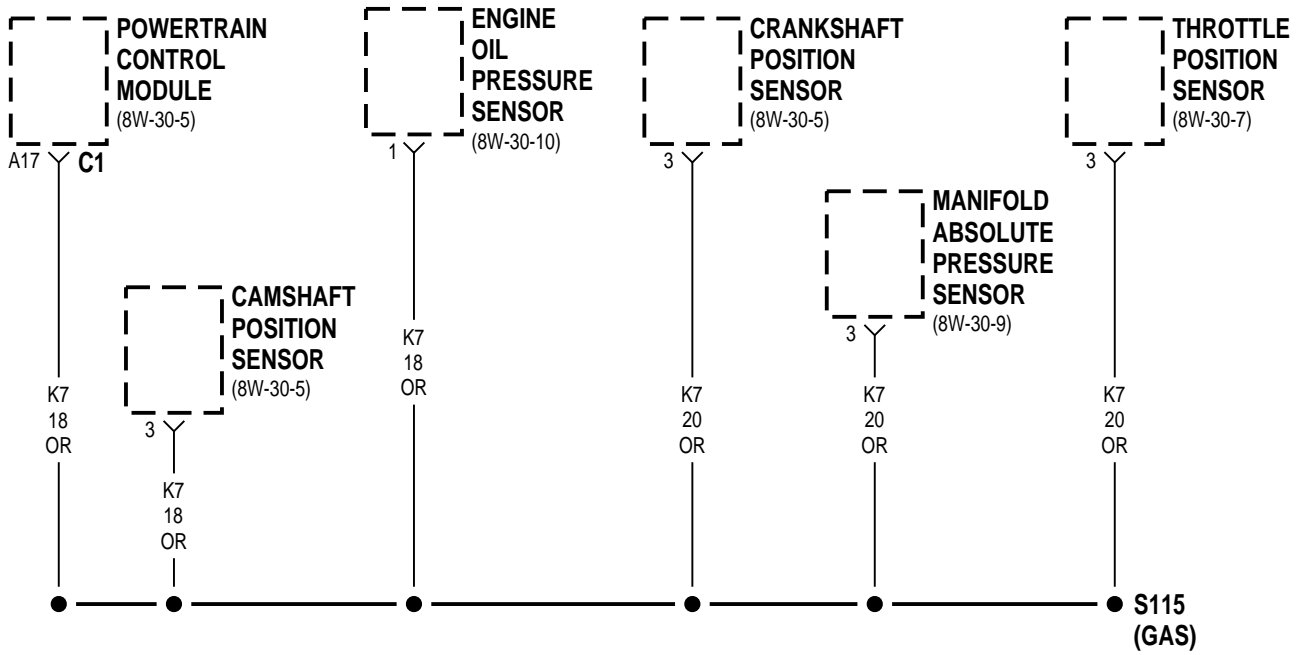 POWERTRAIN
CONTROL
MODULE
(8W-30-5)
A17
C1
ENGINE
OIL
PRESSURE
SENSOR
(8W-30-10)
1
CRANKSHAFT
POSITION
SENSOR
(8W-30-5)
3
THROTTLE
POSITION
SENSOR
(8W-30-7)
3
MANIFOLD
ABSOLUTE
PRESSURE
SENSOR
(8W-30-9)
3
CAMSHAFT
POSITION
SENSOR
(8W-30-5)
3
K7
18
OR
K7
18
OR
K7
18
OR
K7
20
OR
K7
20
OR
K7
20
OR
S115
(GAS)